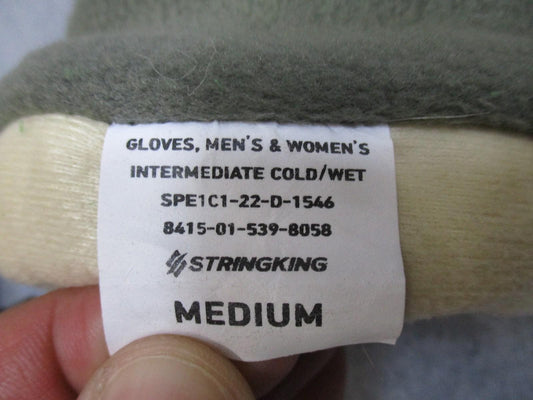 GLOVES, MEN'S & WOMEN'S
INTERMEDIATE COLD/WET
SPE1C1-22-D-1546
8415-01-539-8058
STRINGKING
MEDIUM